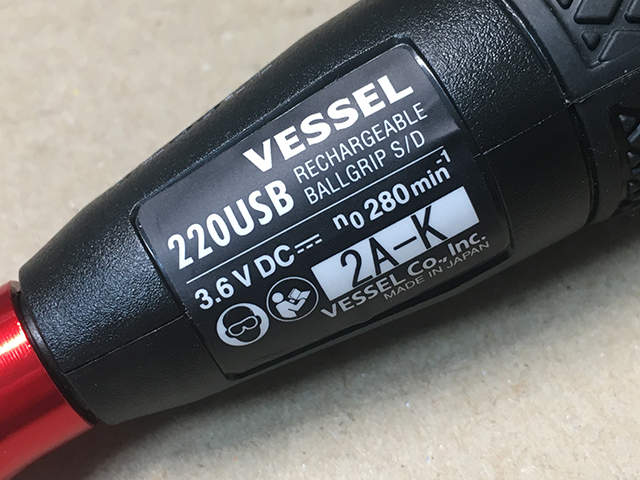 VESSEL
220USB RECHARGEABLE BALLGRIP S/D
3.6 V DC⎓ n0 280 min-1
2A-K
VESSEL Co., Inc.
MADE IN JAPAN